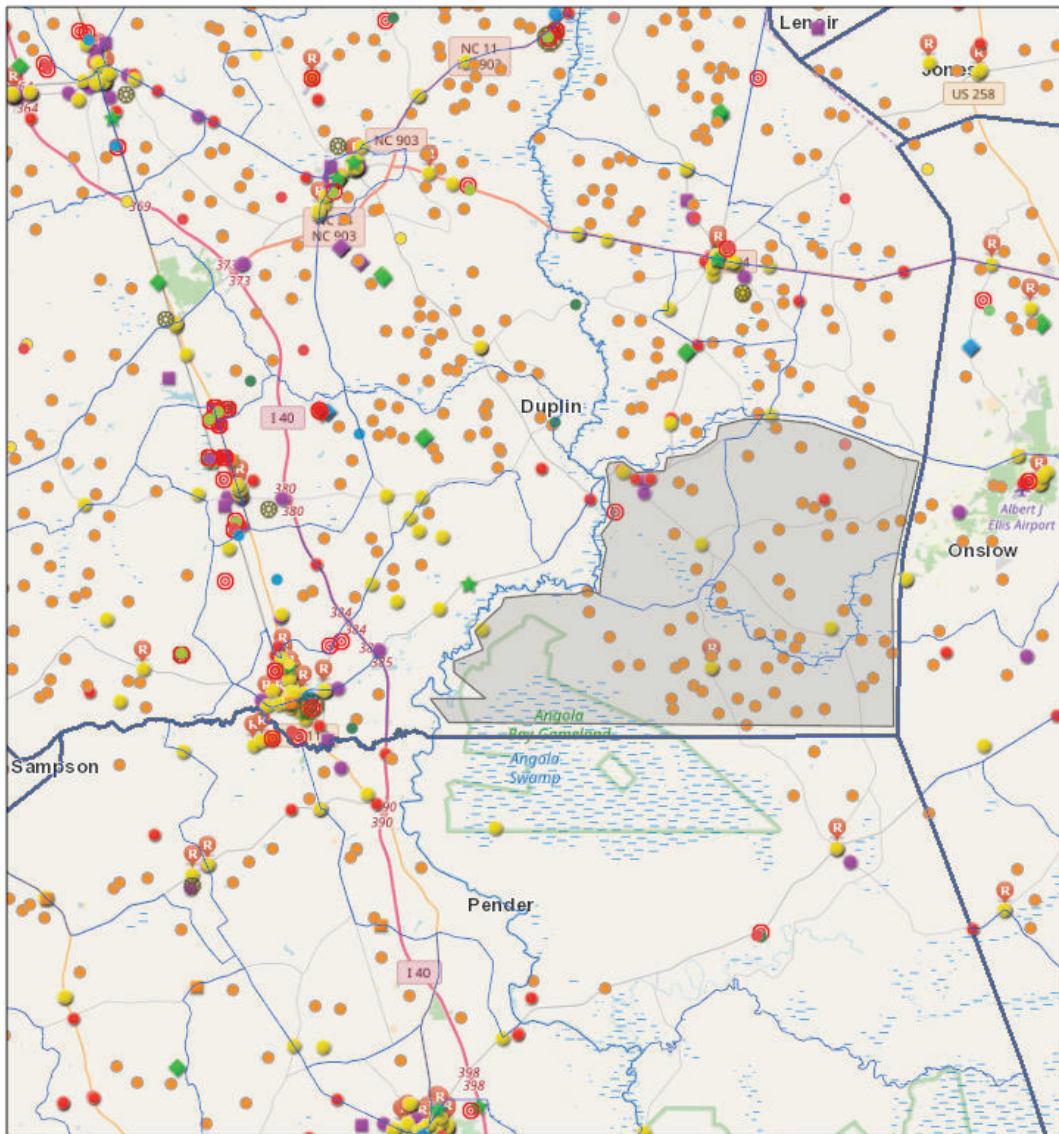 Lenoir
NC 11
Jones
US 258
364
NC 903
369
NC 903
373
373
I 40
Duplin
380
380
Albert J
Ellis Airport
Onslow
384
384
385
Angola
Bay Gameland
Angola
Swamp
Sampson
390
390
Pender
I 40
398
398
R
R
R
R
R
R
R
R
R
R
R
R
R